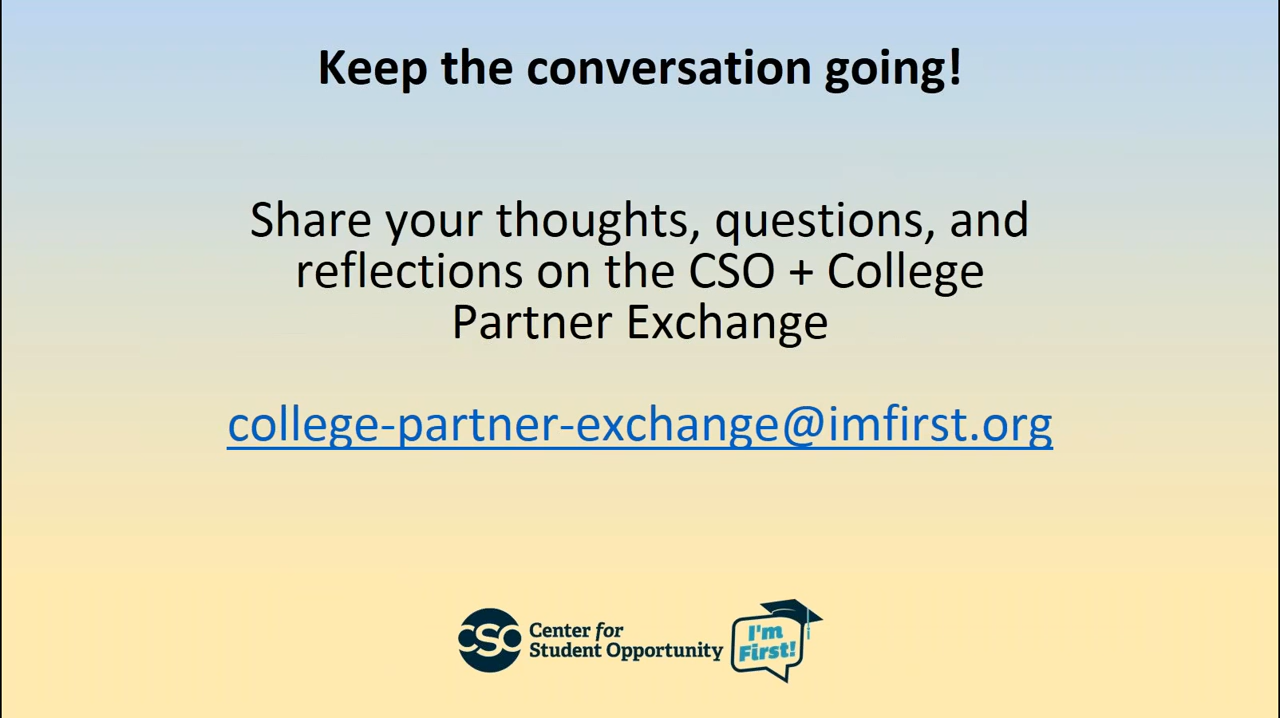 Keep the conversation going!
Share your thoughts, questions, and
reflections on the CSO + College
Partner Exchange
college-partner-exchange@imfirst.org
CSO
Center for
Student Opportunity
I'm
First!